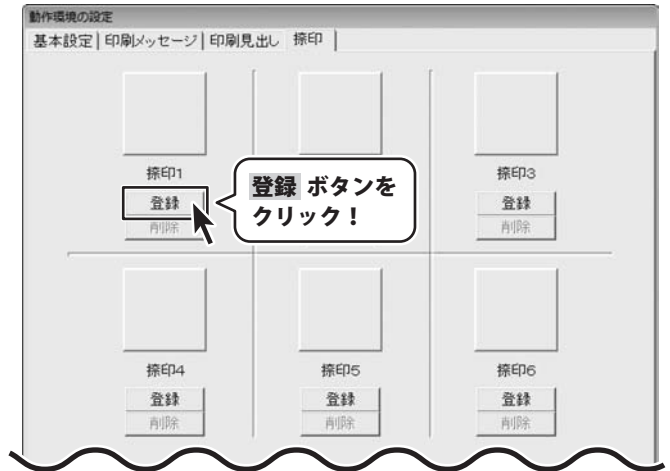 動作環境の設定
基本設定 印刷メッセージ 印刷見出し 捺印
捺印1
捺印3
登録
登録
削除
削除
登録 ボタンを
クリック！
捺印4
捺印5
捺印6
登録
登録
登録
削除
削除
削除